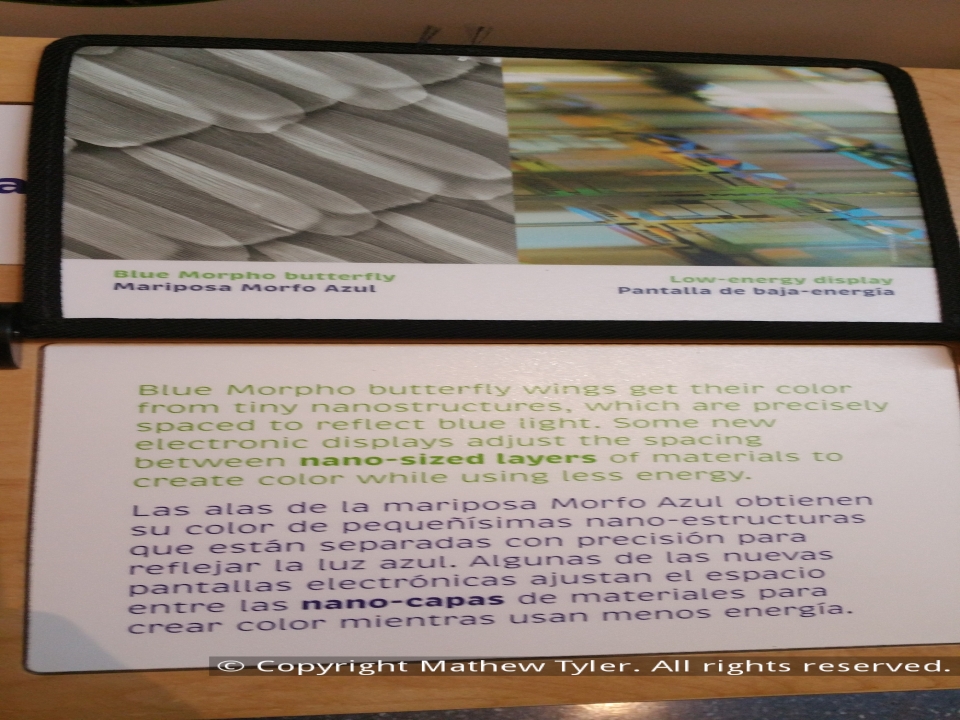 a
Blue Morpho butterfly
Mariposa Morfo Azul
Low-energy display
Pantalla de baja-energía
Blue Morpho butterfly wings get their color
from tiny nanostructures, which are precisely
spaced to reflect blue light. Some new
electronic displays adjust the spacing
between nano-sized layers of materials to
create color while using less energy.
Las alas de la mariposa Morfo Azul obtienen
su color de pequeñísimas nano-estructuras
que están separadas con precisión para
reflejar la luz azul. Algunas de las nuevas
pantallas electrónicas ajustan el espacio
entre las nano-capas de materiales para
crear color mientras usan menos energía.
© Copyright Mathew Tyler. All rights reserved.